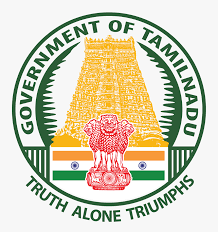 GOVERNMENT OF TAMILNADU
TRUTH ALONE TRIUMPHS